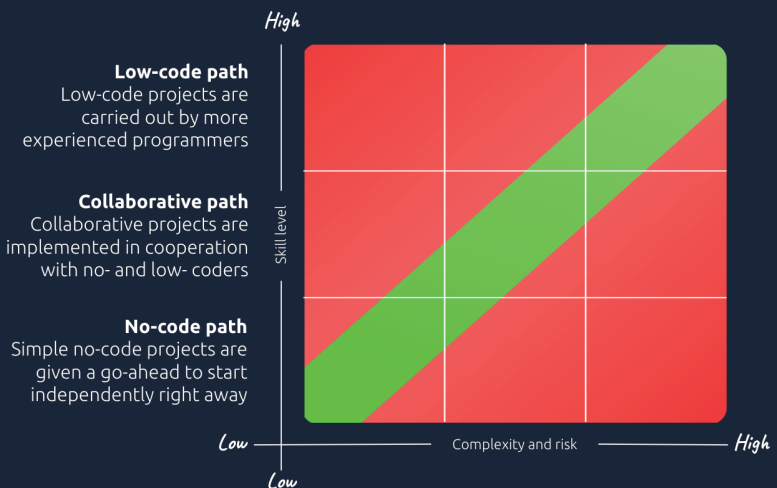 High
Low-code path
Low-code projects are
carried out by more
experienced programmers
Collaborative path
Collaborative projects are
implemented in cooperation
with no- and low- coders
Skill level
No-code path
Simple no-code projects are
given a go-ahead to start
independently right away
Low
Complexity and risk
High
Low